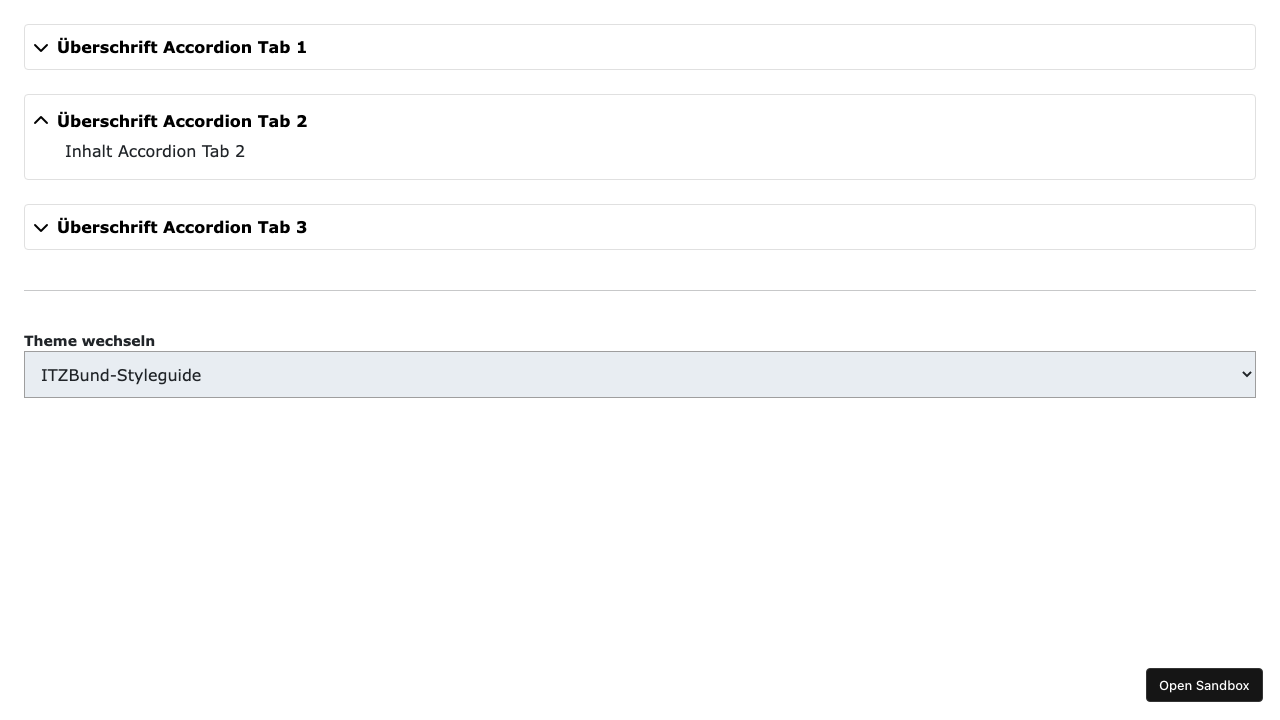 Überschrift Accordion Tab 1
Überschrift Accordion Tab 2
Inhalt Accordion Tab 2
Überschrift Accordion Tab 3
Theme wechseln
ITZBund-Styleguide
Open Sandbox